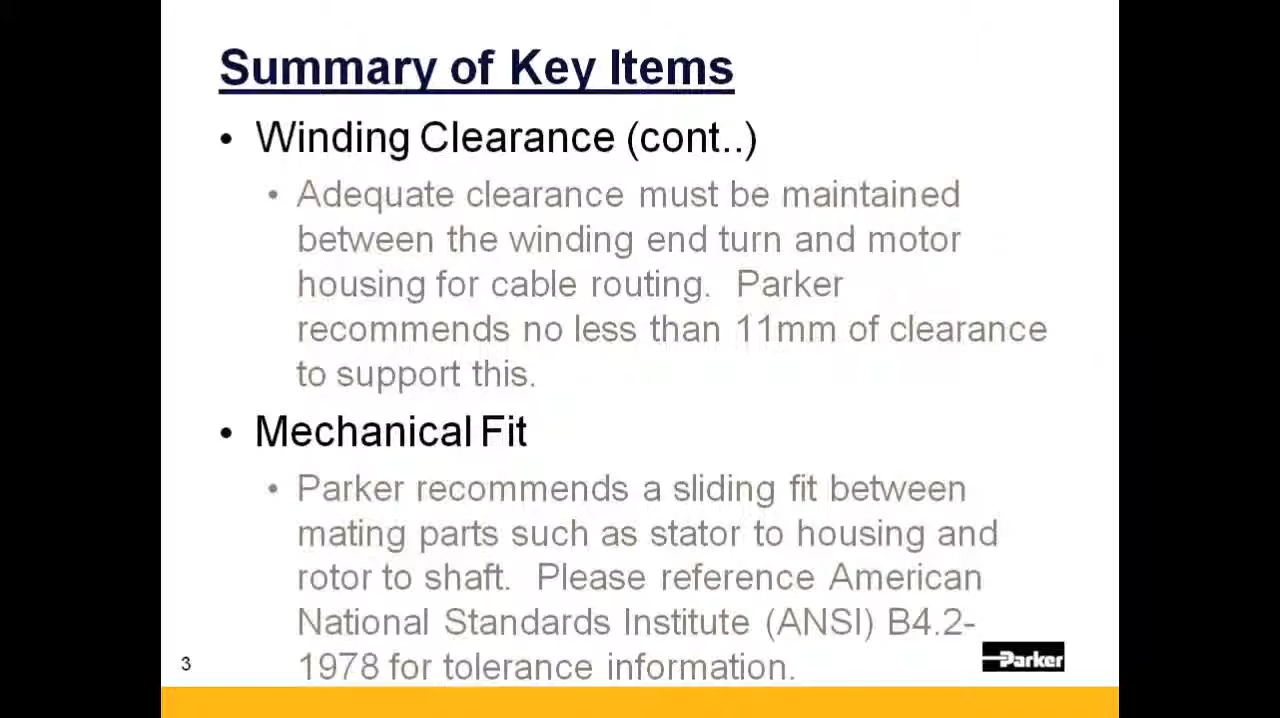 Summary of Key Items
• Winding Clearance (cont..)
• Adequate clearance must be maintained
between the winding end turn and motor
housing for cable routing.  Parker
recommends no less than 11mm of clearance
to support this.
• Mechanical Fit
• Parker recommends a sliding fit between
mating parts such as stator to housing and
rotor to shaft.  Please reference American
National Standards Institute (ANSI) B4.2-
1978 for tolerance information.
3
Parker